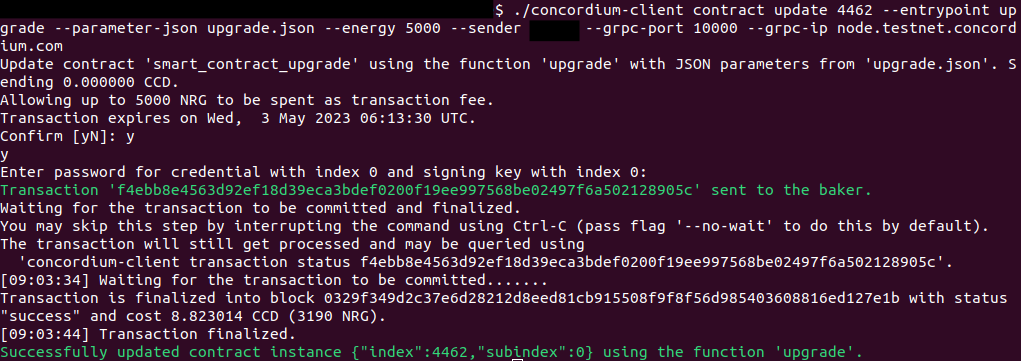 $ ./concordium-client contract update 4462 --entrypoint up
grade --parameter-json upgrade.json --energy 5000 --sender --grpc-port 10000 --grpc-ip node.testnet.concord
ium.com
Update contract 'smart_contract_upgrade' using the function 'upgrade' with JSON parameters from 'upgrade.json'. S
ending 0.000000 CCD.
Allowing up to 5000 NRG to be spent as transaction fee.
Transaction expires on Wed,  3 May 2023 06:13:30 UTC.
Confirm [yN]: y
y
Enter password for credential with index 0 and signing key with index 0:
Transaction 'f4ebb8e4563d92ef18d39eca3bdef0200f19ee997568be02497f6a502128905c' sent to the baker.
Waiting for the transaction to be committed and finalized.
You may skip this step by interrupting the command using Ctrl-C (pass flag '--no-wait' to do this by default).
The transaction will still get processed and may be queried using
  'concordium-client transaction status f4ebb8e4563d92ef18d39eca3bdef0200f19ee997568be02497f6a502128905c'.
[09:03:34] Waiting for the transaction to be committed.......
Transaction is finalized into block 0329f349d2c37e6d28212d8eed81cb915508f9f8f56d985403608816ed127e1b with status
"success" and cost 8.823014 CCD (3190 NRG).
[09:03:44] Transaction finalized.
Successfully updated contract instance {"index":4462,"subindex":0} using the function 'upgrade'.